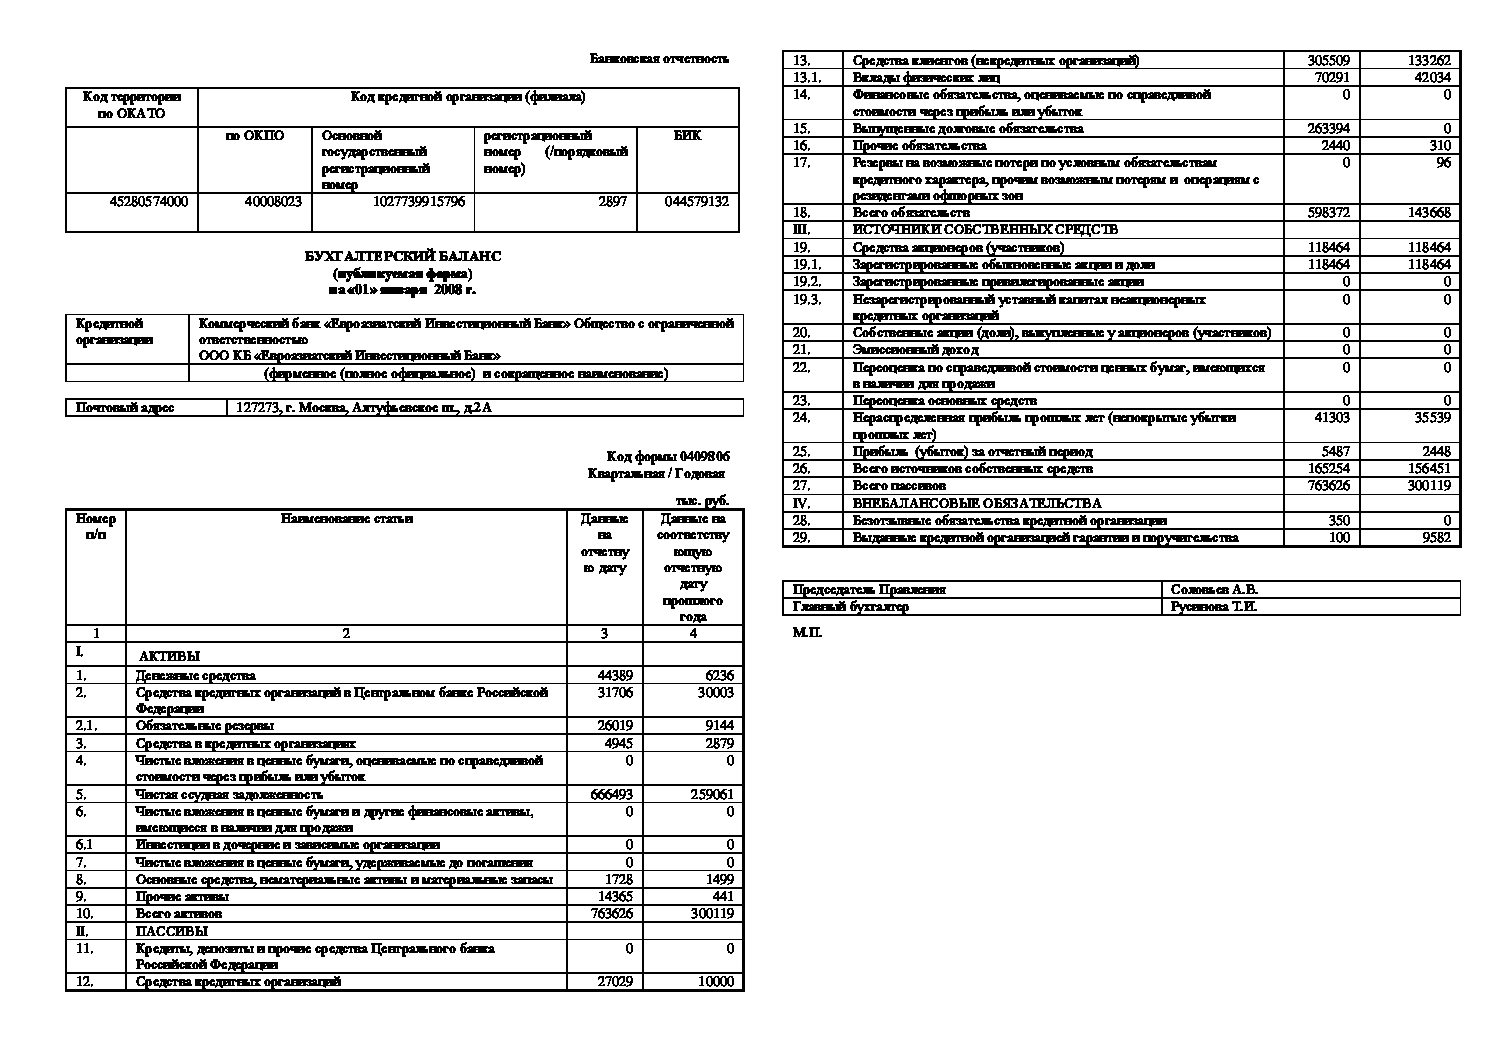 Банковская отчетность
Код территории по ОКАТО
Код кредитной организации (филиала)
по ОКПО
Основной государственный регистрационный номер
регистрационный номер (/порядковый номер)
БИК
45280574000 40008023 1027739915796 2897 044579132
БУХГАЛТЕРСКИЙ БАЛАНС
(публикуемая форма)
на «01» января 2008 г.
Кредитной организации
Коммерческий банк «Евроазиатский Инвестиционный Банк» Общество с ограниченной
ответственностью
ООО КБ «Евроазиатский Инвестиционный Банк»
(фирменное (полное официальное) и сокращенное наименование)
Почтовый адрес 127273, г. Москва, Алтуфьевское ш., д.2А
Код формы 0409806
Квартальная / Годовая
тыс. руб.
Номер п/п
Наименование статьи
Данные на отчетную дату
Данные на соответствующую отчетную дату прошлого года
1 2 3 4
I. АКТИВЫ
1. Денежные средства 44389 6236
2. Средства кредитных организаций в Центральном банке Российской 31706 30003
Федерации
2.1. Обязательные резервы 26019 9144
3. Средства в кредитных организациях 4945 2879
4. Чистые вложения в ценные бумаги, оцениваемые по справедливой 0 0
стоимости через прибыль или убыток
5. Чистая ссудная задолженность 666493 259061
6. Чистые вложения в ценные бумаги и другие финансовые активы, 0 0
имеющиеся в наличии для продажи
6.1 Инвестиции в дочерние и зависимые организации 0 0
7. Чистые вложения в ценные бумаги, удерживаемые до погашения 0 0
8. Основные средства, нематериальные активы и материальные запасы 1728 1499
9. Прочие активы 14365 441
10. Всего активов 763626 300119
II. ПАССИВЫ
11. Кредиты, депозиты и прочие средства Центрального банка 0 0
Российской Федерации
12. Средства кредитных организаций 27029 10000
13. Средства клиентов (некредитных организаций) 305509 133262
13.1. Вклады физических лиц 70291 42034
14. Финансовые обязательства, оцениваемые по справедливой 0 0
стоимости через прибыль или убыток
15. Выпущенные долговые обязательства 263394 0
16. Прочие обязательства 2440 310
17. Резервы на возможные потери по условным обязательствам 0 96
кредитного характера, прочим возможным потерям и операциям с
резидентами офшорных зон
18. Всего обязательств 598372 143668
III. ИСТОЧНИКИ СОБСТВЕННЫХ СРЕДСТВ
19. Средства акционеров (участников) 118464 118464
19.1. Зарегистрированные обыкновенные акции и доли 118464 118464
19.2. Зарегистрированные привилегированные акции 0 0
19.3. Незарегистрированный уставный капитал неакционерных 0 0
кредитных организаций
20. Собственные акции (доли), выкупленные у акционеров (участников) 0 0
21. Эмиссионный доход 0 0
22. Переоценка по справедливой стоимости ценных бумаг, имеющихся 0 0
в наличии для продажи
23. Переоценка основных средств 0 0
24. Нераспределенная прибыль прошлых лет (непокрытые убытки 41303 35539
прошлых лет)
25. Прибыль (убыток) за отчетный период 5487 2448
26. Всего источников собственных средств 165254 156451
27. Всего пассивов 763626 300119
IV. ВНЕБАЛАНСОВЫЕ ОБЯЗАТЕЛЬСТВА
28. Безотзывные обязательства кредитной организации 350 0
29. Выданные кредитной организацией гарантии и поручительства 100 9582
Председатель Правления Соловьев А.В.
Главный бухгалтер Русинова Т.И.
М.П.